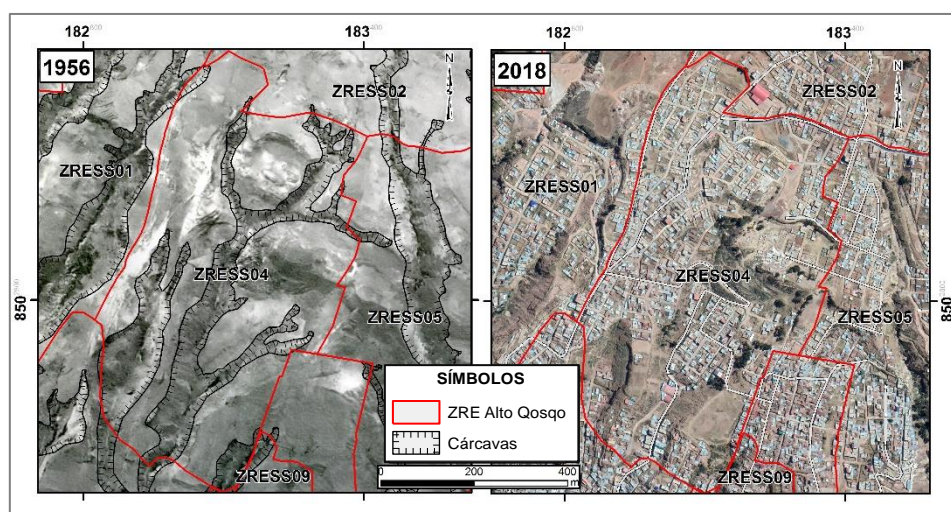 182
183
1956
N
ZRESS02
ZRESS01
ZRESS04
850
ZRESS05
ZRESS09
182
183
2018
N
ZRESS02
ZRESS01
ZRESS04
850
ZRESS05
ZRESS09
SÍMBOLOS
ZRE Alto Qosqo
Cárcavas
0 200 400
m